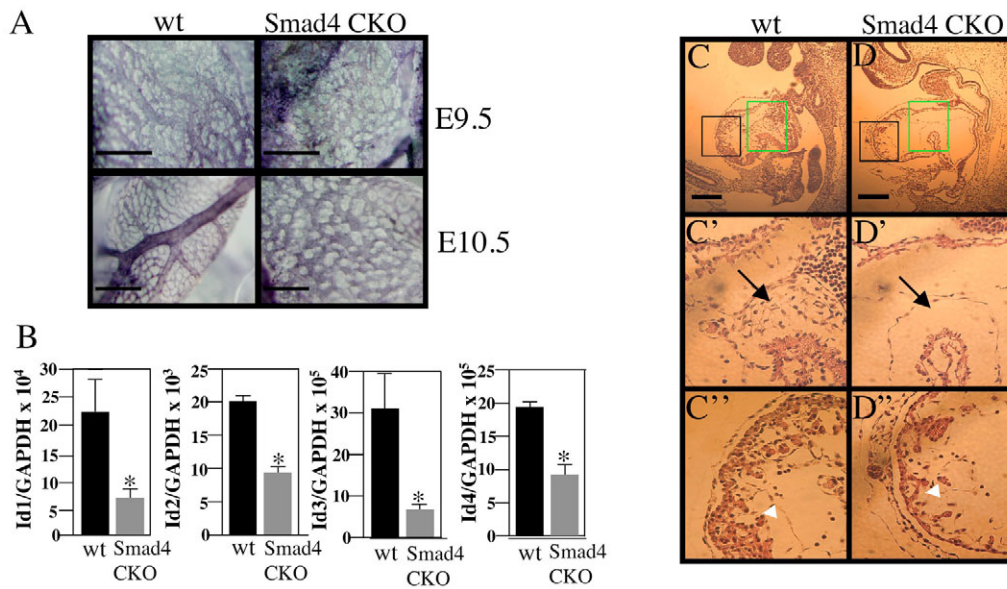 A
wt Smad4 CKO
E9.5
E10.5
B
Id1/GAPDH x 10⁴
30
25
20
15
10
5
0
*
wt Smad4
CKO
Id2/GAPDH x 10³
25
20
15
10
5
0
*
wt Smad4
CKO
Id3/GAPDH x 10⁵
40
30
20
10
0
*
wt Smad4
CKO
Id4/GAPDH x 10⁵
25
20
15
10
5
0
*
wt Smad4
CKO
wt Smad4 CKO
C D
C' D'
C'' D''